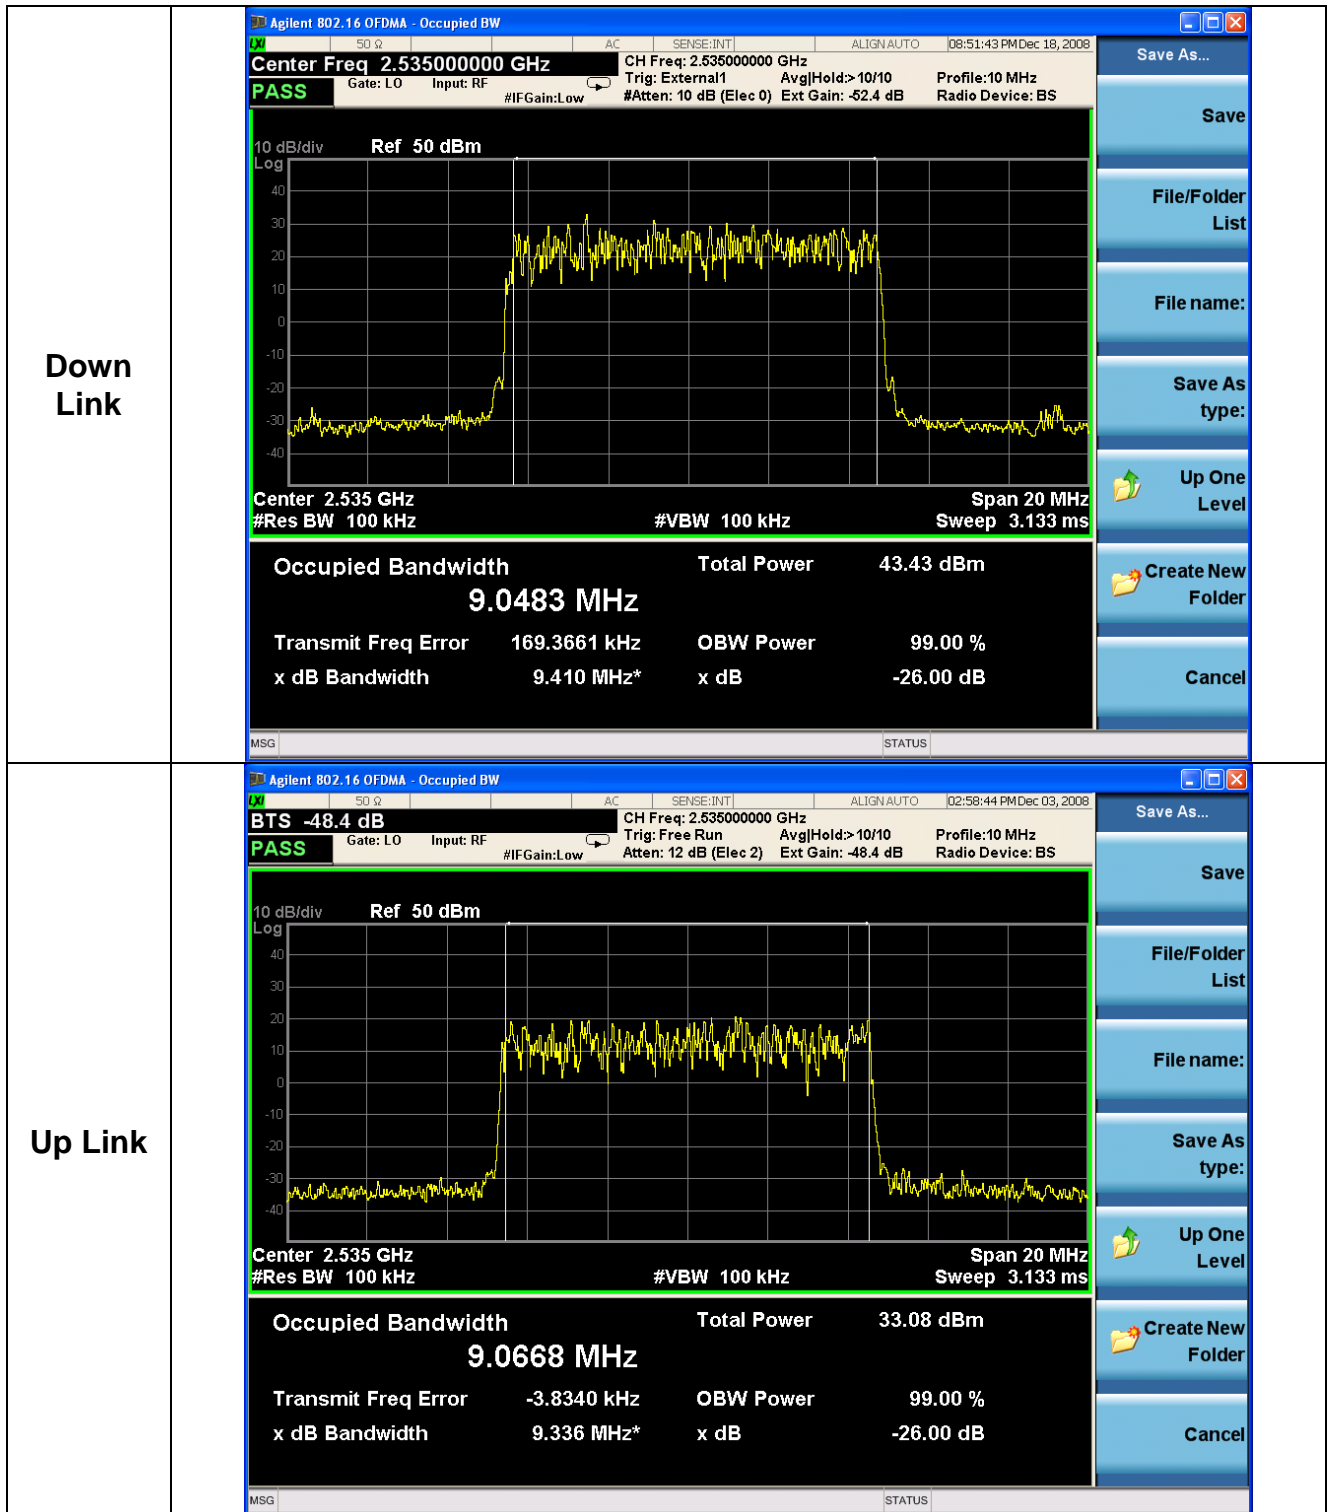 Down
Link
Agilent 802.16 OFDMA - Occupied BW
LXI 50 Ω AC SENSE:INT ALIGN AUTO 08:51:43 PM Dec 18, 2008
Center Freq 2.535000000 GHz CH Freq: 2.535000000 GHz
PASS Gate: LO Input: RF Trig: External1 Avg|Hold:>10/10 Profile:10 MHz
#IFGain:Low #Atten: 10 dB (Elec 0) Ext Gain: -52.4 dB Radio Device: BS
10 dB/div Ref 50 dBm
Log
40
30
20
10
0
-10
-20
-30
-40
Center 2.535 GHz Span 20 MHz
#Res BW 100 kHz #VBW 100 kHz Sweep 3.133 ms
Occupied Bandwidth Total Power 43.43 dBm
9.0483 MHz
Transmit Freq Error 169.3661 kHz OBW Power 99.00 %
x dB Bandwidth 9.410 MHz* x dB -26.00 dB
MSG STATUS
Save As...
Save
File/Folder
List
File name:
Save As
type:
Up One
Level
Create New
Folder
Cancel
Up Link
Agilent 802.16 OFDMA - Occupied BW
LXI 50 Ω AC SENSE:INT ALIGN AUTO 02:58:44 PM Dec 03, 2008
BTS -48.4 dB CH Freq: 2.535000000 GHz
PASS Gate: LO Input: RF Trig: Free Run Avg|Hold:>10/10 Profile:10 MHz
#IFGain:Low Atten: 12 dB (Elec 2) Ext Gain: -48.4 dB Radio Device: BS
10 dB/div Ref 50 dBm
Log
40
30
20
10
0
-10
-20
-30
-40
Center 2.535 GHz Span 20 MHz
#Res BW 100 kHz #VBW 100 kHz Sweep 3.133 ms
Occupied Bandwidth Total Power 33.08 dBm
9.0668 MHz
Transmit Freq Error -3.8340 kHz OBW Power 99.00 %
x dB Bandwidth 9.336 MHz* x dB -26.00 dB
MSG STATUS
Save As...
Save
File/Folder
List
File name:
Save As
type:
Up One
Level
Create New
Folder
Cancel